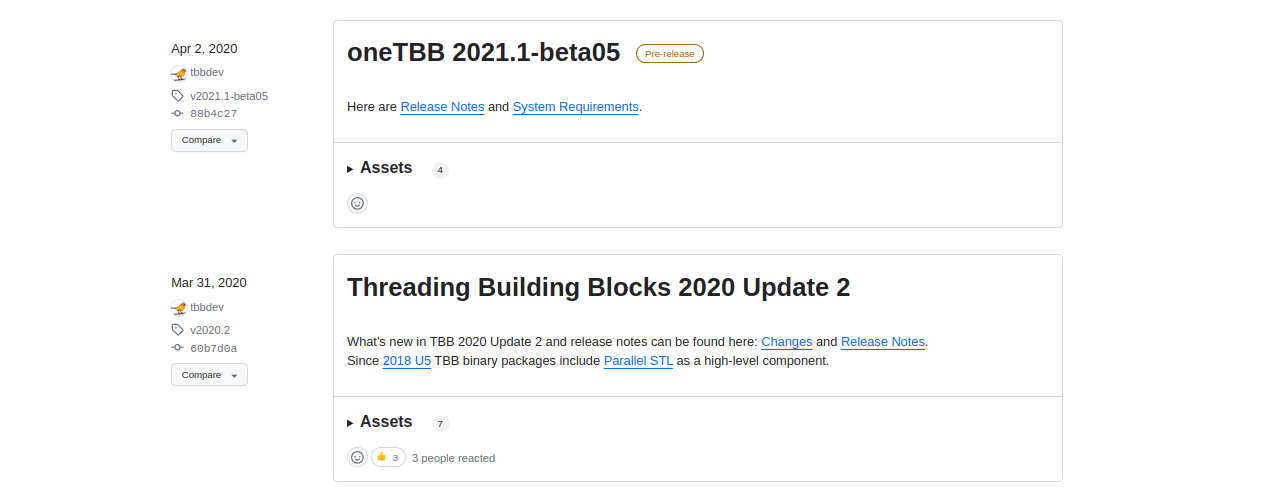 Apr 2, 2020
tbbdev
v2021.1-beta05
88b4c27
Compare
oneTBB 2021.1-beta05 Pre-release
Here are Release Notes and System Requirements.
Assets 4
Mar 31, 2020
tbbdev
v2020.2
60b7d0a
Compare
Threading Building Blocks 2020 Update 2
What's new in TBB 2020 Update 2 and release notes can be found here: Changes and Release Notes.
Since 2018 U5 TBB binary packages include Parallel STL as a high-level component.
Assets 7
3 3 people reacted